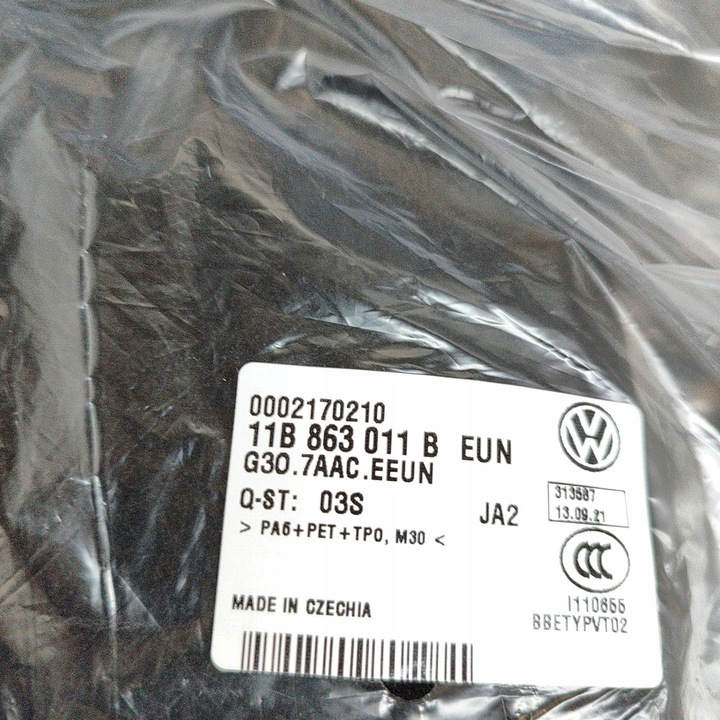 0002170210
11B 863 011 B EUN
G30.7AAC.EEUN
Q-ST: 03S
JA2
313587
13.09.21
> PA6+PET+TPO, M30 <
CCC
I110656
BBETYPVT02
MADE IN CZECHIA